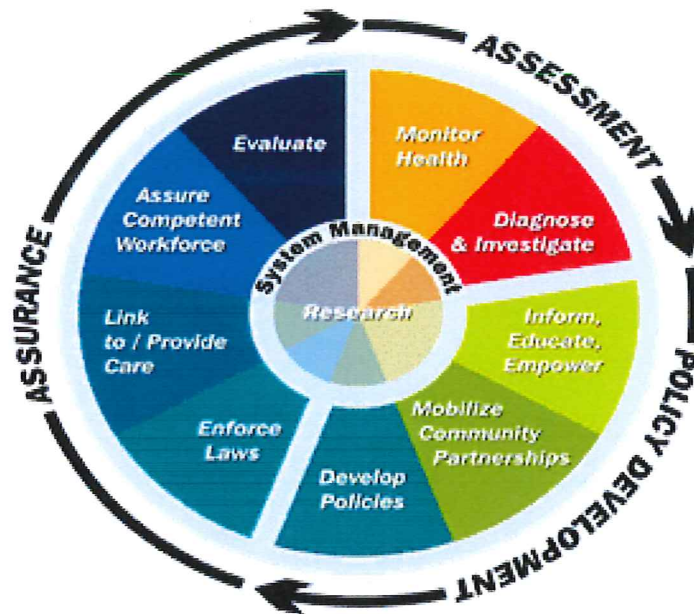 ASSESSMENT
POLICY DEVELOPMENT
ASSURANCE
Monitor
Health
Diagnose
& Investigate
Inform,
Educate,
Empower
Mobilize
Community
Partnerships
Develop
Policies
Enforce
Laws
Link
to / Provide
Care
Assure
Competent
Workforce
Evaluate
System Management
Research